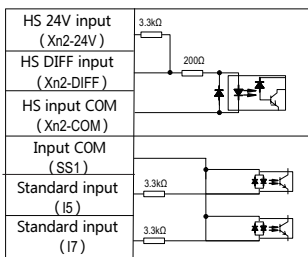 HS 24V input
(Xn2-24V)
3.3kΩ
HS DIFF input
(Xn2-DIFF)
200Ω
HS input COM
(Xn2-COM)
Input COM
(SS1)
Standard input
(I5)
3.3kΩ
Standard input
(I7)
3.3kΩ